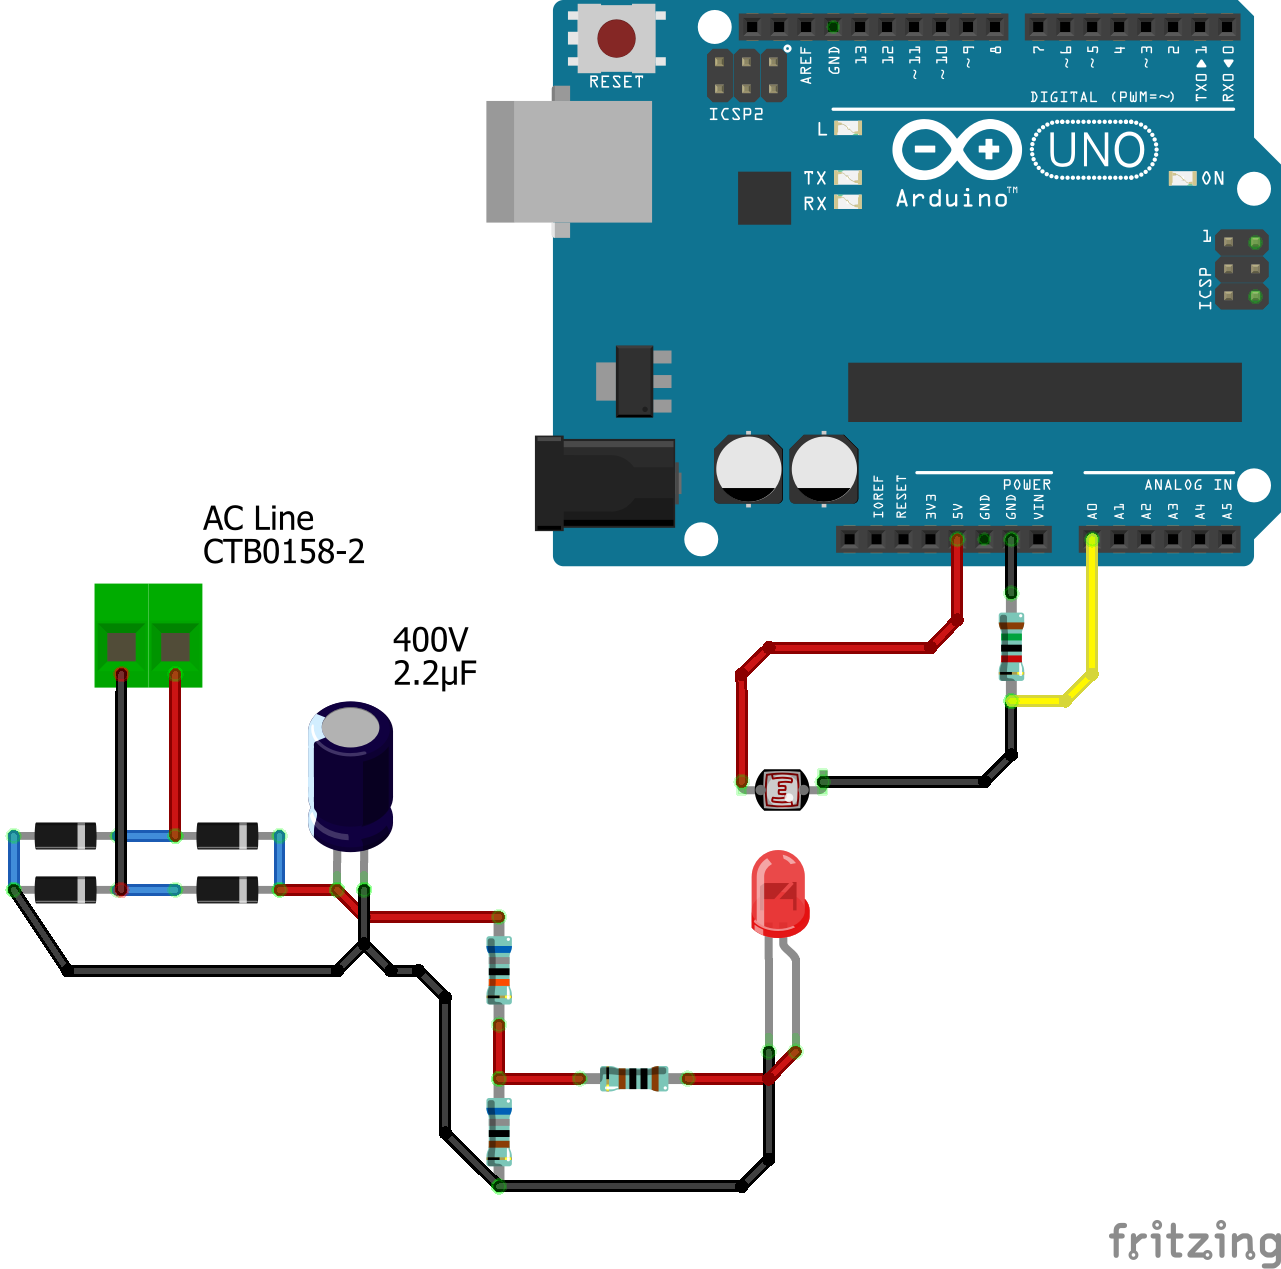 RESET
AREF
GND
13
12
~11
~10
~9
8
7
~6
~5
4
~3
2
TX0▶1
RX0◀0
ICSP2
DIGITAL (PWM=~)
L
TX
RX
UNO
Arduino™
ON
1
ICSP
POWER
ANALOG IN
IOREF
RESET
3V3
5V
GND
GND
VIN
A0
A1
A2
A3
A4
A5
AC Line
CTB0158-2
400V
2.2µF
fritzing